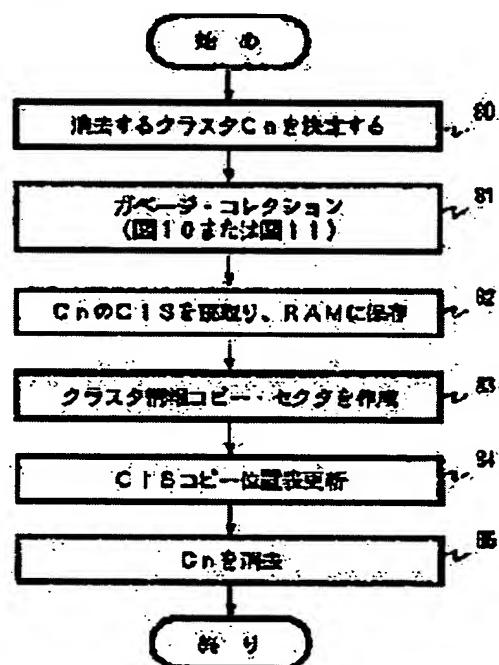 始め
消去するクラスタCnを決定する
80
ガベージ・コレクション
(図10または図11)
81
CnのCISを読取り、RAMに保存
82
クラスタ情報コピー・セクタを作成
83
CISコピー位置表更新
84
Cnを消去
85
終り